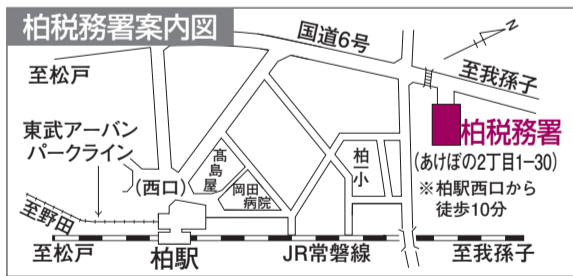 柏税務署案内図
国道6号
N
至松戸
至我孫子
東武アーバン
パークライン
柏税務署
(あけぼの2丁目1−30)
※柏駅西口から
徒歩10分
髙島屋
岡田
病院
柏一小
(西口)
至野田
至松戸
柏駅
JR常磐線
至我孫子